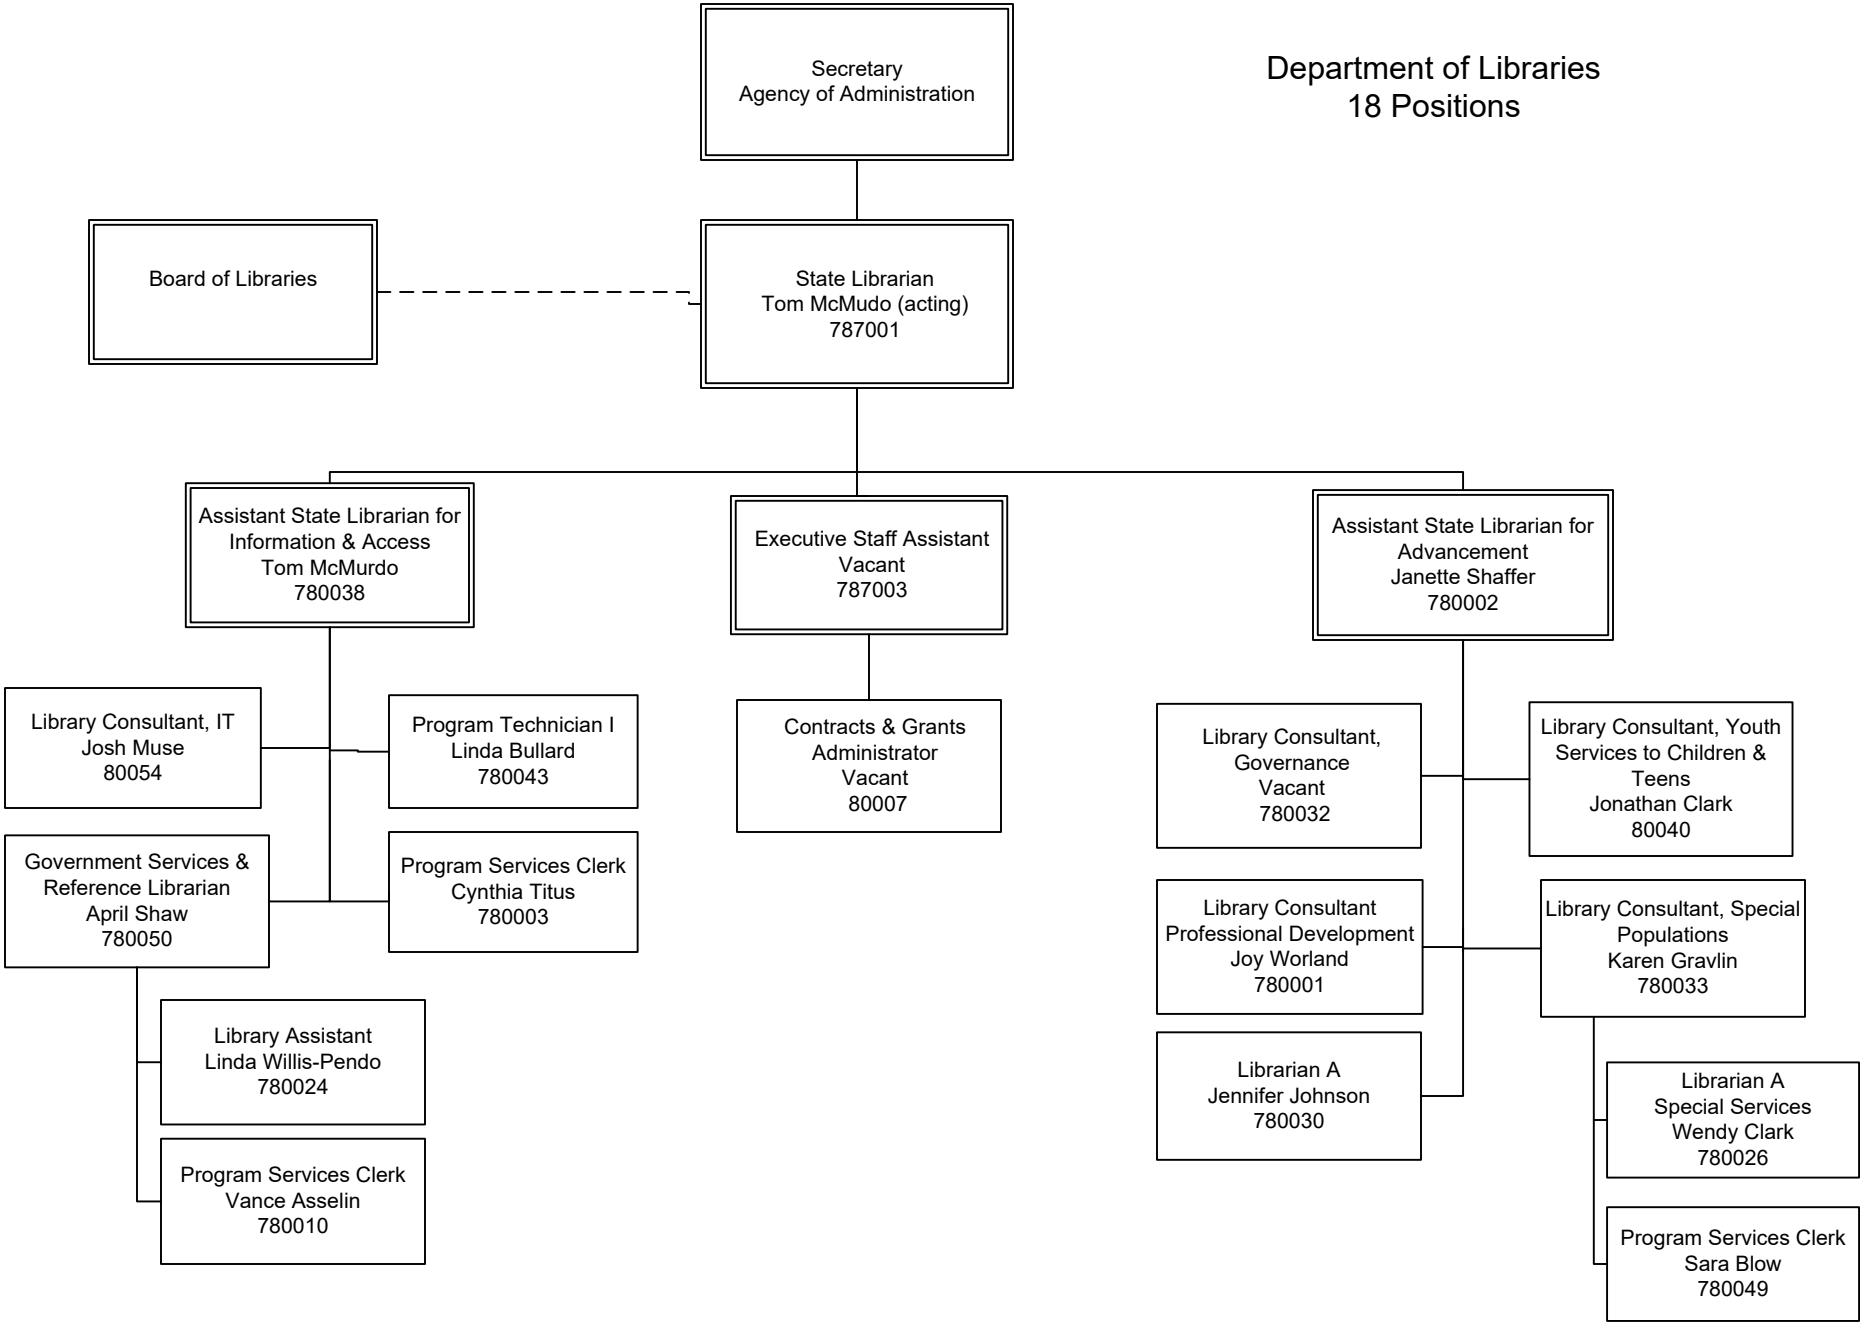 Secretary
Agency of Administration
Department of Libraries
18 Positions
Board of Libraries
State Librarian
Tom McMudo (acting)
787001
Assistant State Librarian for
Information & Access
Tom McMurdo
780038
Executive Staff Assistant
Vacant
787003
Assistant State Librarian for
Advancement
Janette Shaffer
780002
Library Consultant, IT
Josh Muse
80054
Program Technician I
Linda Bullard
780043
Government Services &
Reference Librarian
April Shaw
780050
Program Services Clerk
Cynthia Titus
780003
Library Assistant
Linda Willis-Pendo
780024
Program Services Clerk
Vance Asselin
780010
Contracts & Grants
Administrator
Vacant
80007
Library Consultant,
Governance
Vacant
780032
Library Consultant, Youth
Services to Children &
Teens
Jonathan Clark
80040
Library Consultant
Professional Development
Joy Worland
780001
Library Consultant, Special
Populations
Karen Gravlin
780033
Librarian A
Jennifer Johnson
780030
Librarian A
Special Services
Wendy Clark
780026
Program Services Clerk
Sara Blow
780049